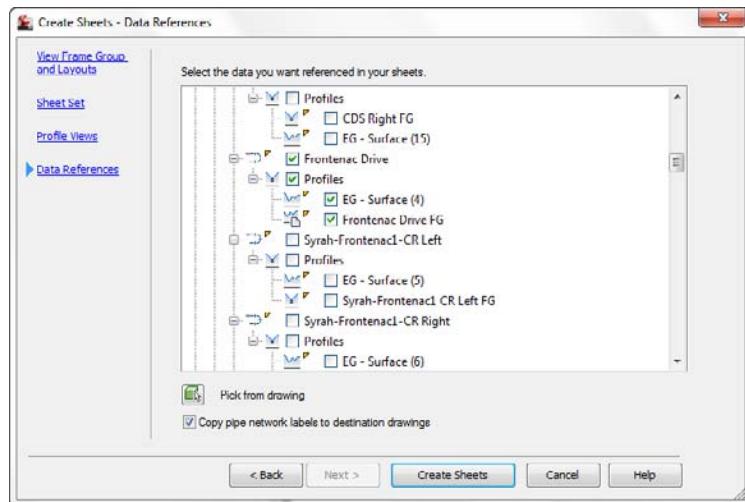 Create Sheets - Data References
View Frame Group
and Layouts
Sheet Set
Profile Views
Data References
Select the data you want referenced in your sheets.
Profiles
CDS Right FG
EG - Surface (15)
Frontenac Drive
Profiles
EG - Surface (4)
Frontenac Drive FG
Syrah-Frontenac1-CR Left
Profiles
EG - Surface (5)
Syrah-Frontenac1 CR Left FG
Syrah-Frontenac1-CR Right
Profiles
EG - Surface (6)
Pick from drawing
Copy pipe network labels to destination drawings
< Back
Next >
Create Sheets
Cancel
Help